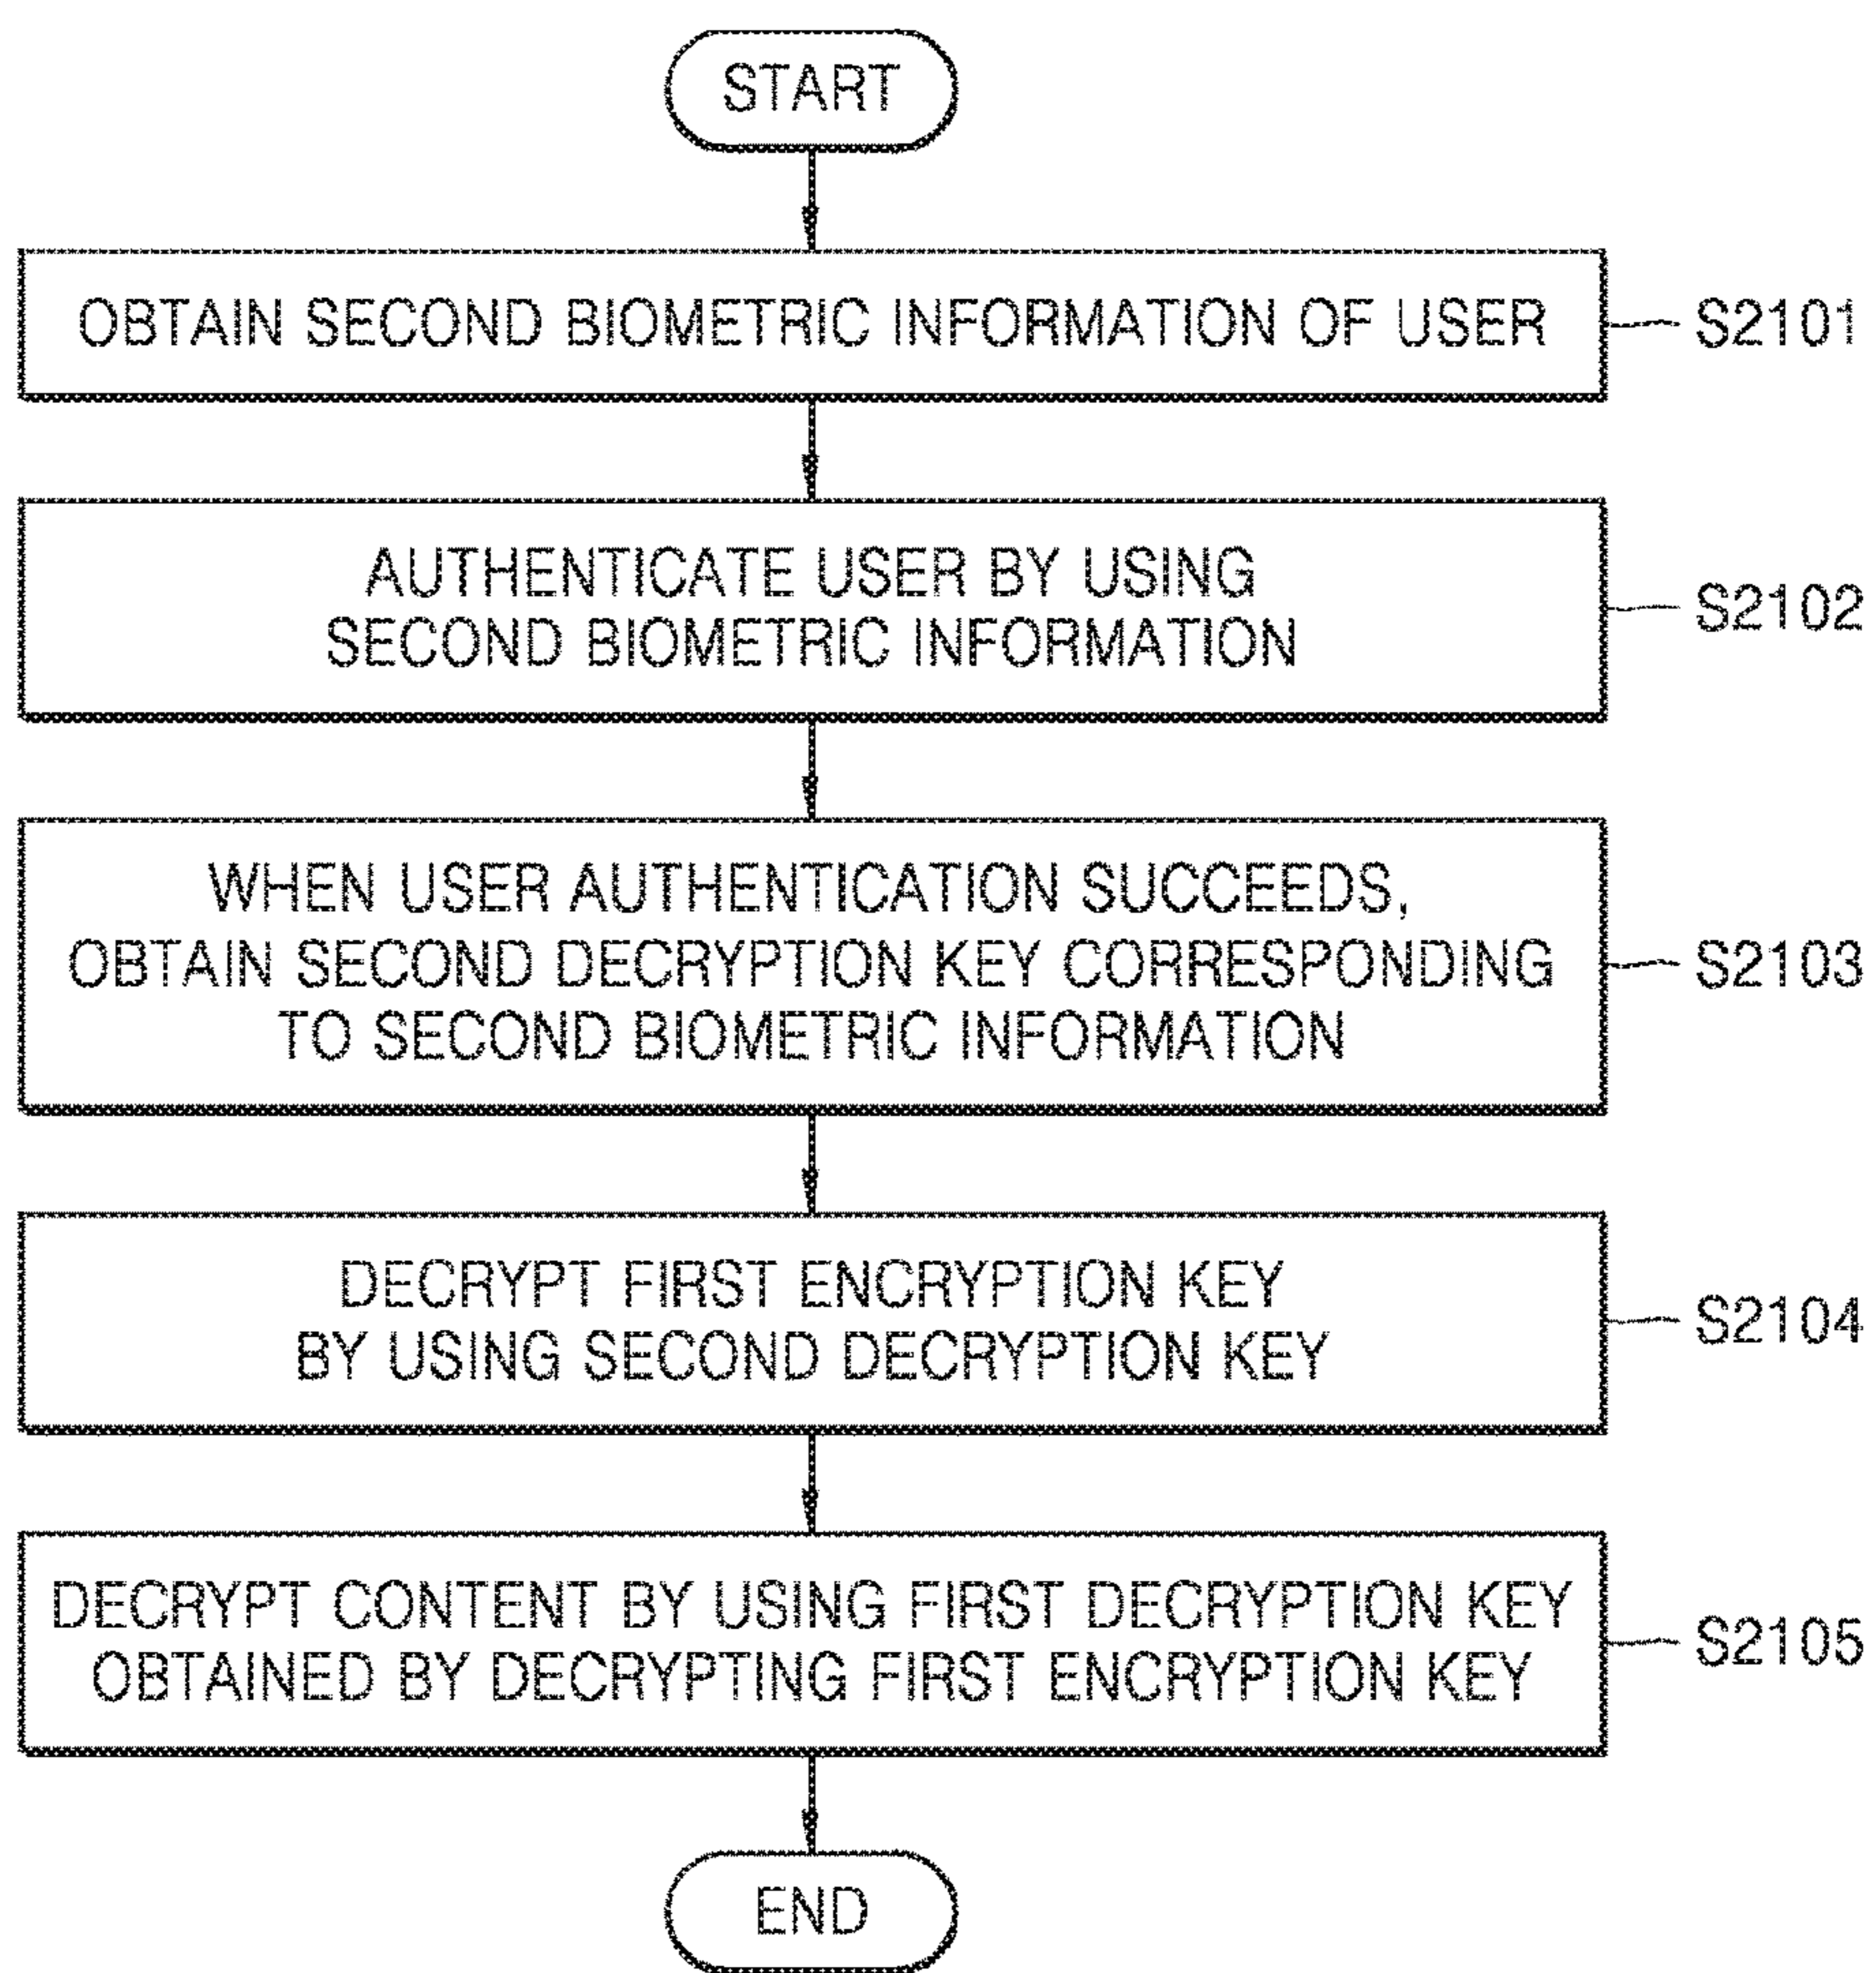 START
OBTAIN SECOND BIOMETRIC INFORMATION OF USER
S2101
AUTHENTICATE USER BY USING
SECOND BIOMETRIC INFORMATION
S2102
WHEN USER AUTHENTICATION SUCCEEDS,
OBTAIN SECOND DECRYPTION KEY CORRESPONDING
TO SECOND BIOMETRIC INFORMATION
S2103
DECRYPT FIRST ENCRYPTION KEY
BY USING SECOND DECRYPTION KEY
S2104
DECRYPT CONTENT BY USING FIRST DECRYPTION KEY
OBTAINED BY DECRYPTING FIRST ENCRYPTION KEY
S2105
END